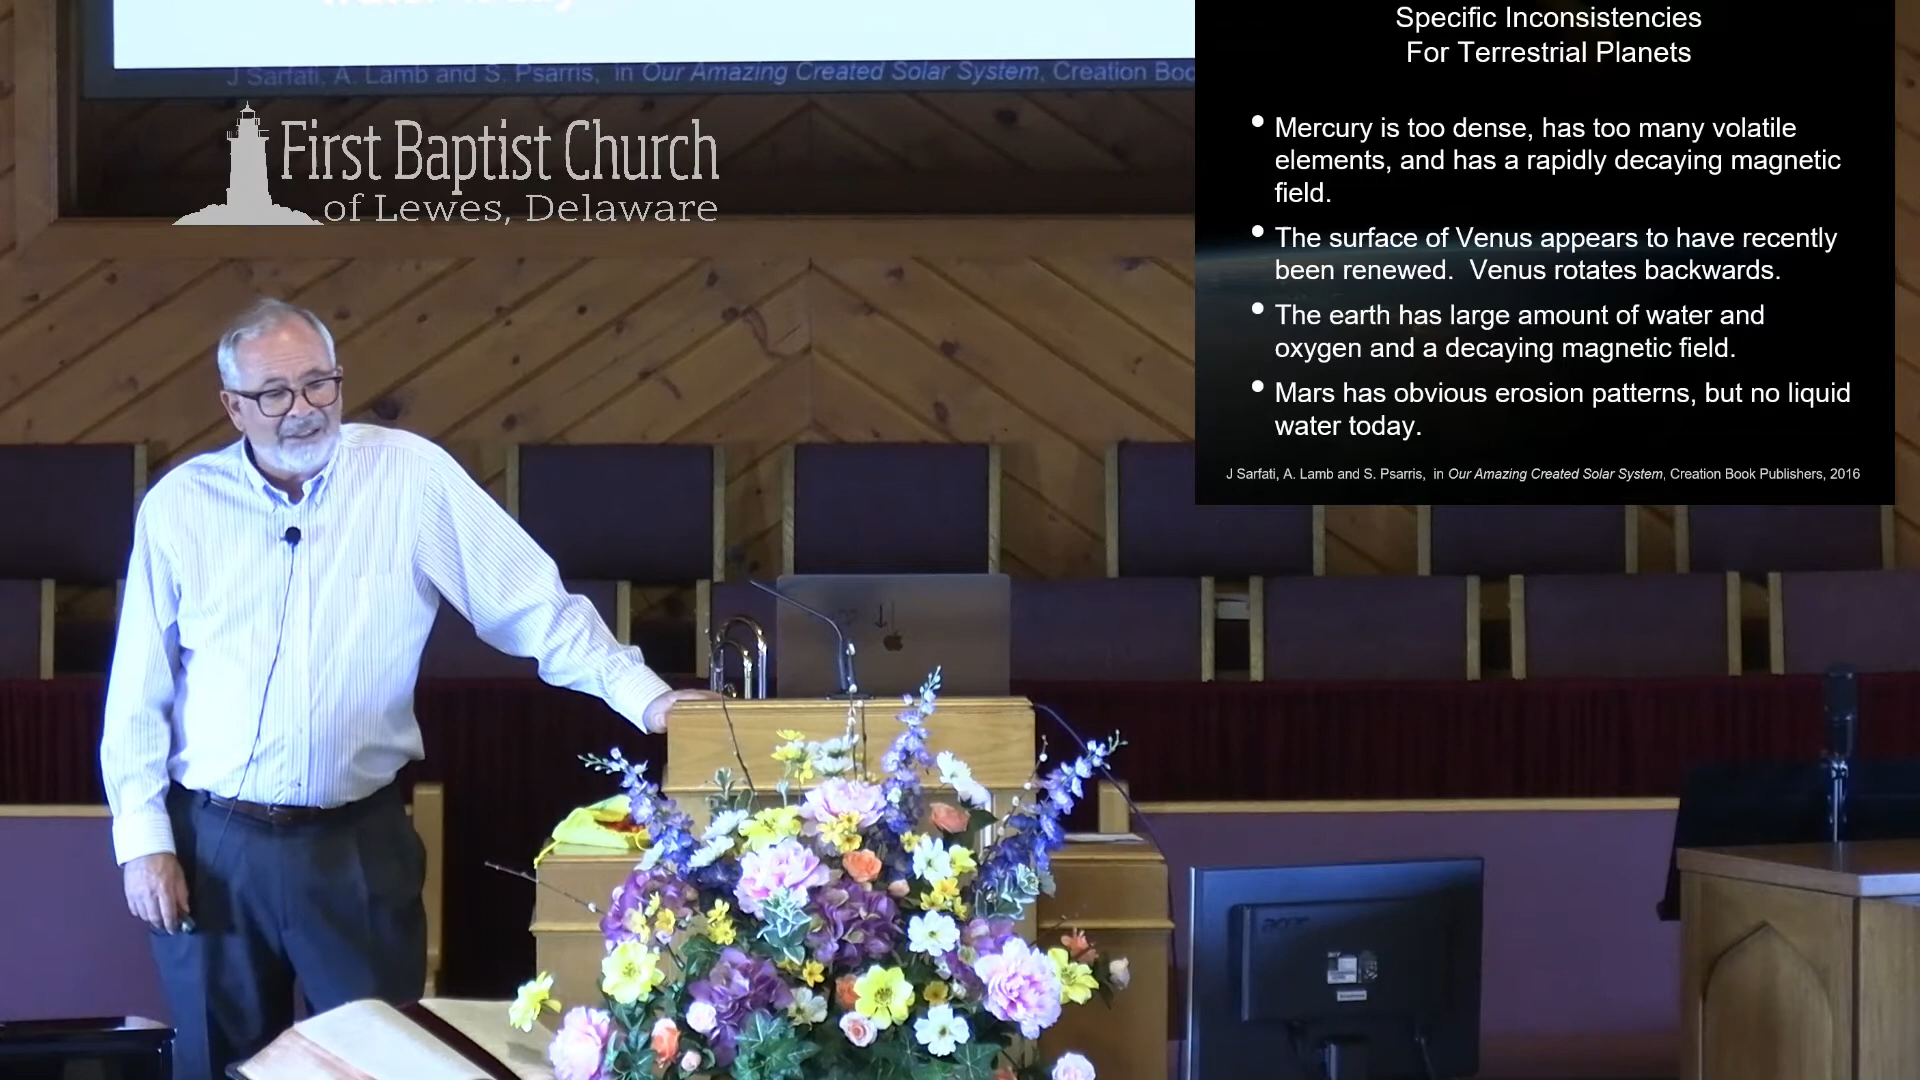 J Sarfati, A. Lamb and S. Psarris, in Our Amazing Created Solar System, Creation Boo
First Baptist Church
of Lewes, Delaware
Specific Inconsistencies
For Terrestrial Planets
• Mercury is too dense, has too many volatile
elements, and has a rapidly decaying magnetic
field.
• The surface of Venus appears to have recently
been renewed.  Venus rotates backwards.
• The earth has large amount of water and
oxygen and a decaying magnetic field.
• Mars has obvious erosion patterns, but no liquid
water today.
J Sarfati, A. Lamb and S. Psarris,  in Our Amazing Created Solar System, Creation Book Publishers, 2016
acer